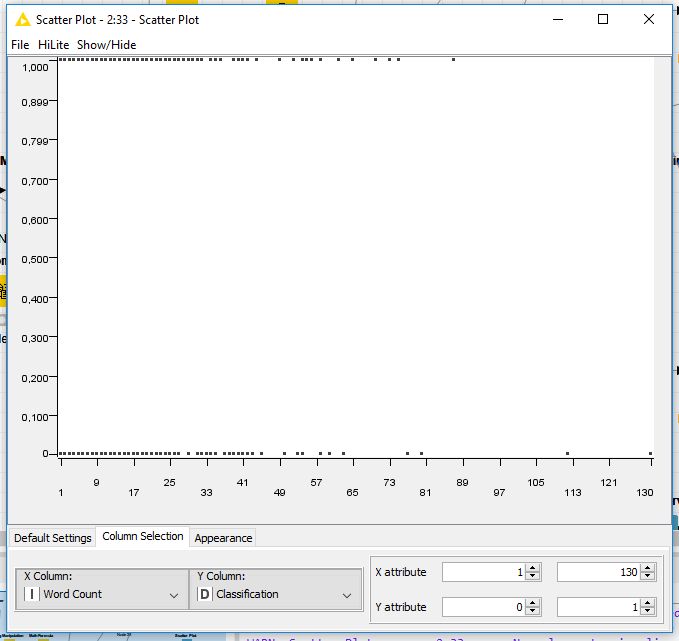 Scatter Plot - 2:33 - Scatter Plot
File HiLite Show/Hide
1,000
0,899
0,799
0,700
0,600
0,500
0,400
0,300
0,200
0,100
0
9 25 41 57 73 89 105 121
1 17 33 49 65 81 97 113 130
Default Settings Column Selection Appearance
X Column: Y Column:
I Word Count D Classification
X attribute 1 130
Y attribute 0 1